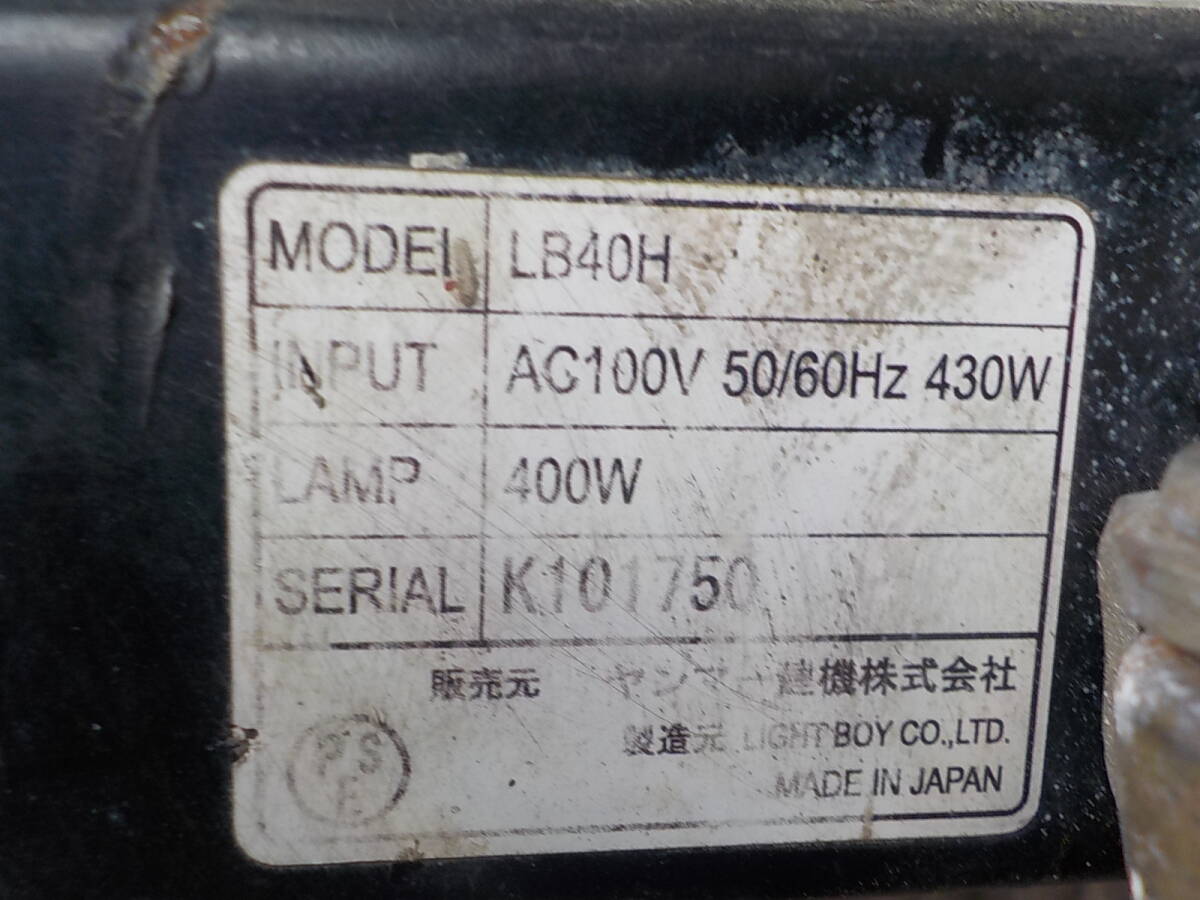 MODEL LB40H
INPUT AC100V 50/60Hz 430W
LAMP 400W
SERIAL K101750
販売元 ヤンマー建機株式会社
製造元 LIGHT BOY CO.,LTD.
PS
E
MADE IN JAPAN